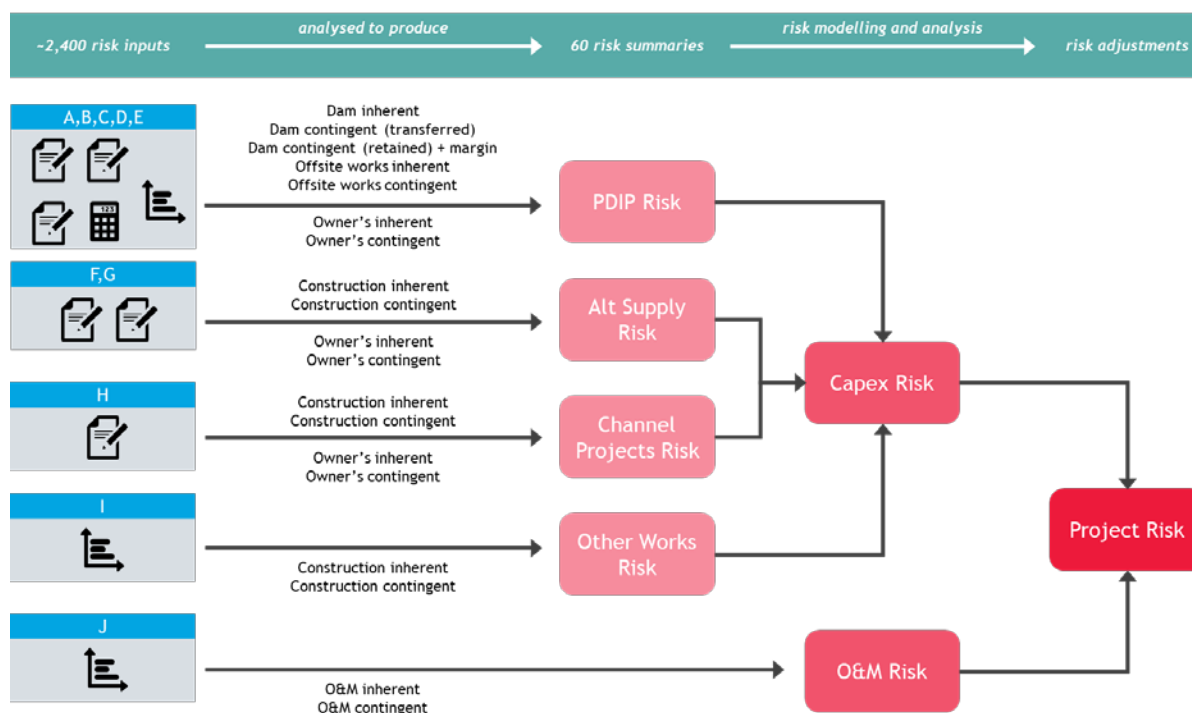 ~2,400 risk inputs
analysed to produce
60 risk summaries
risk modelling and analysis
risk adjustments
A,B,C,D,E
123
Dam inherent
Dam contingent (transferred)
Dam contingent (retained) + margin
Offsite works inherent
Offsite works contingent
Owner's inherent
Owner's contingent
PDIP Risk
F,G
Construction inherent
Construction contingent
Owner's inherent
Owner's contingent
Alt Supply
Risk
Capex Risk
H
Construction inherent
Construction contingent
Owner's inherent
Owner's contingent
Channel
Projects Risk
I
Construction inherent
Construction contingent
Other Works
Risk
Project Risk
J
O&M inherent
O&M contingent
O&M Risk